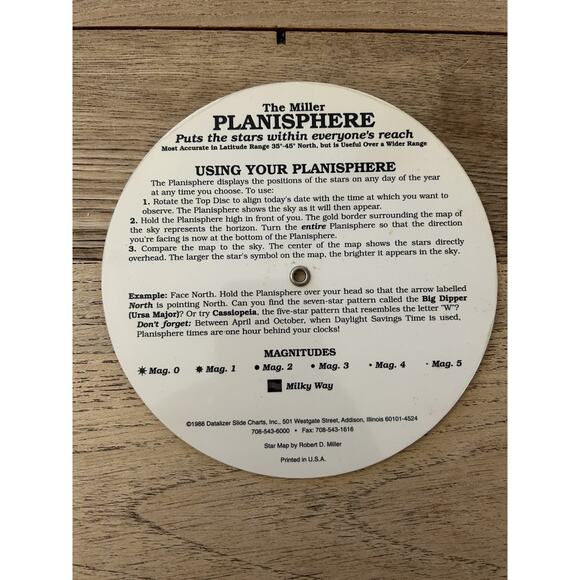 The Miller
PLANISPHERE
Puts the stars within everyone's reach
Most Accurate in Latitude Range 35°-45° North, but is Useful Over a Wider Range
USING YOUR PLANISPHERE
The Planisphere displays the positions of the stars on any day of the year
at any time you choose. To use:
1. Rotate the Top Disc to align today's date with the time at which you want to
observe. The Planisphere shows the sky as it will then appear.
2. Hold the Planisphere high in front of you. The gold border surrounding the map of
the sky represents the horizon. Turn the entire Planisphere so that the direction
you're facing is now at the bottom of the Planisphere.
3. Compare the map to the sky. The center of the map shows the stars directly
overhead. The larger the star's symbol on the map, the brighter it appears in the sky.
Example: Face North. Hold the Planisphere over your head so that the arrow labelled
North is pointing North. Can you find the seven-star pattern called the Big Dipper
(Ursa Major)? Or try Cassiopeia, the five-star pattern that resembles the letter "W"?
Don't forget: Between April and October, when Daylight Savings Time is used,
Planisphere times are one hour behind your clocks!
MAGNITUDES
Mag. 0 Mag. 1 Mag. 2 Mag. 3 Mag. 4 Mag. 5
Milky Way
©1988 Datalizer Slide Charts, Inc., 501 Westgate Street, Addison, Illinois 60101-4524
708-543-6000 • Fax: 708-543-1616
Star Map by Robert D. Miller
Printed in U.S.A.